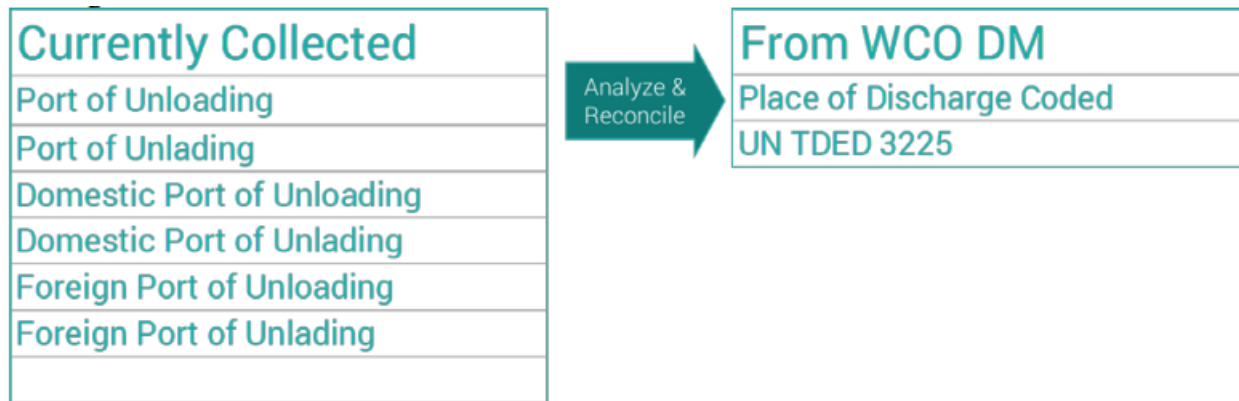 Currently Collected
Port of Unloading
Port of Unlading
Domestic Port of Unloading
Domestic Port of Unlading
Foreign Port of Unloading
Foreign Port of Unlading
Analyze &
Reconcile
From WCO DM
Place of Discharge Coded
UN TDED 3225